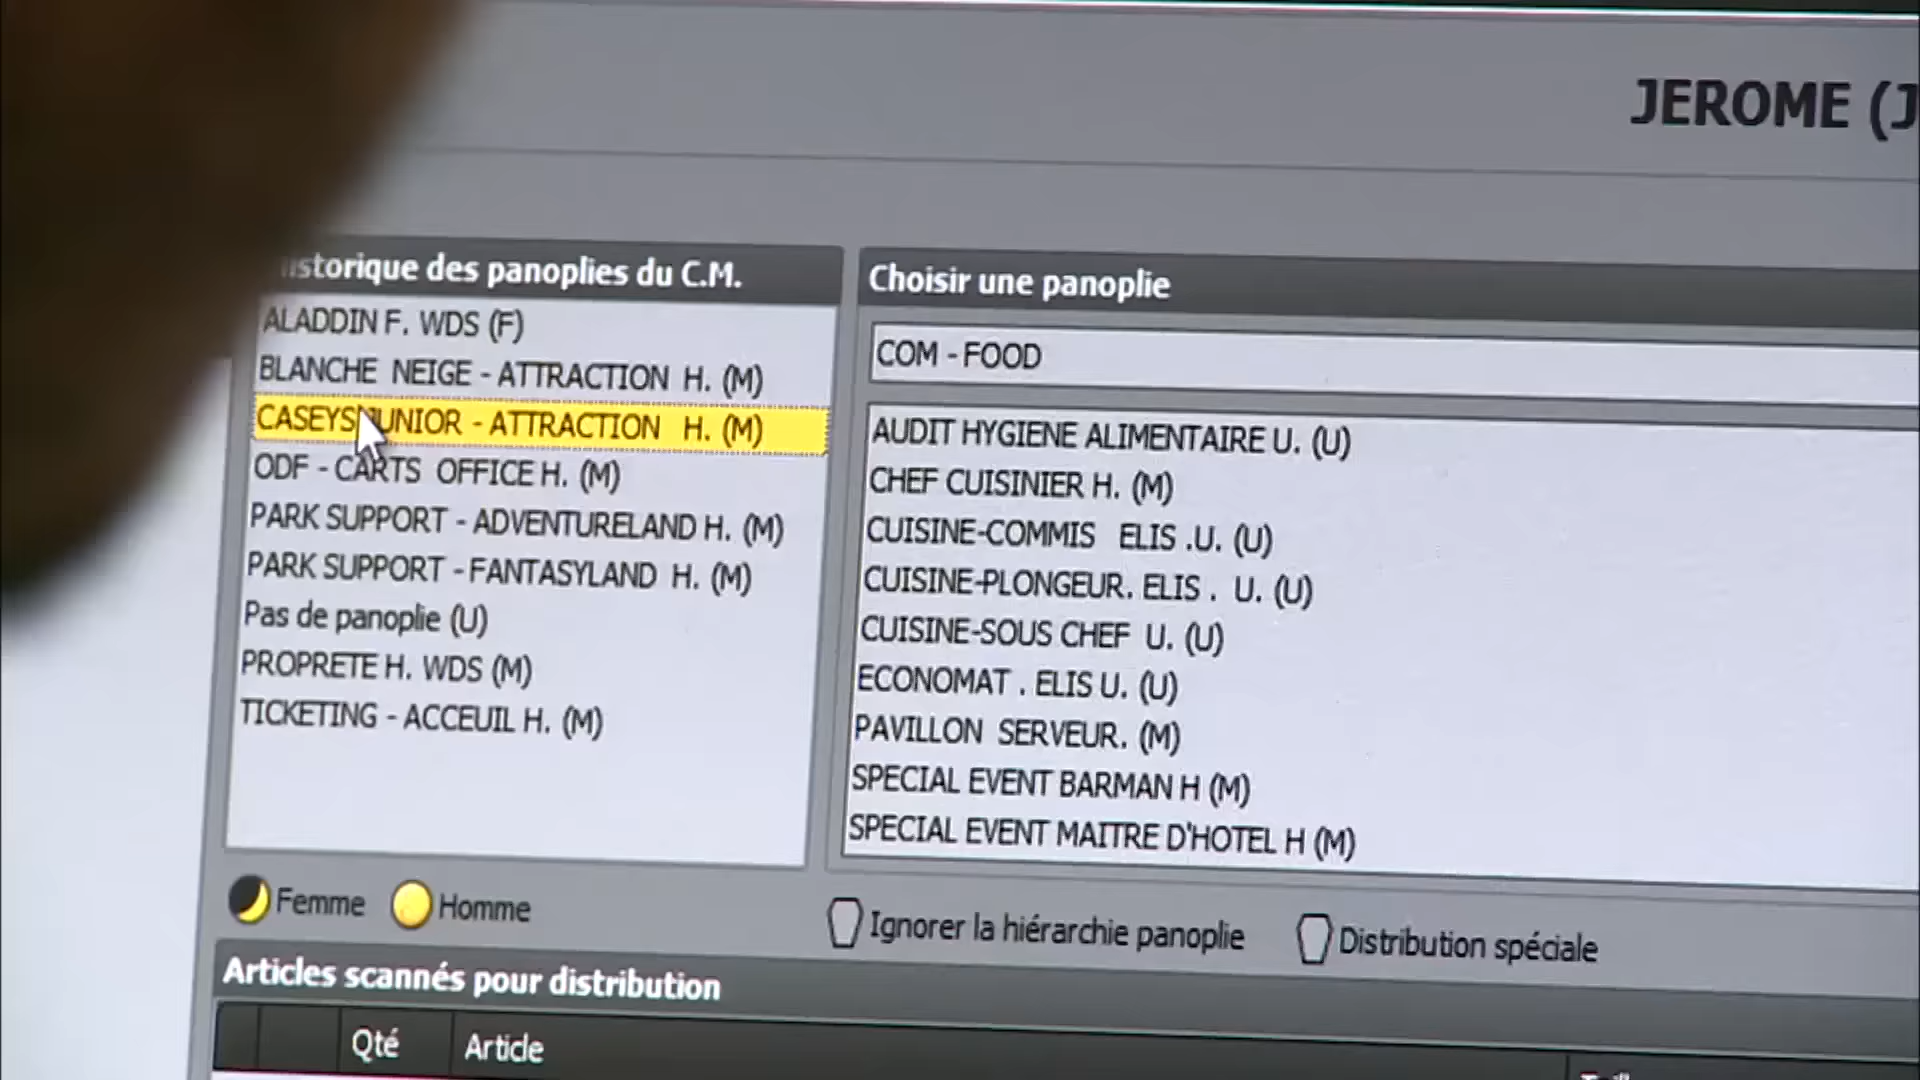 JEROME (J
istorique des panoplies du C.M.
ALADDIN F. WDS (F)
BLANCHE NEIGE - ATTRACTION H. (M)
CASEYS JUNIOR - ATTRACTION H. (M)
ODF - CARTS OFFICE H. (M)
PARK SUPPORT - ADVENTURELAND H. (M)
PARK SUPPORT - FANTASYLAND H. (M)
Pas de panoplie (U)
PROPRETE H. WDS (M)
TICKETING - ACCEUIL H. (M)
Choisir une panoplie
COM - FOOD
AUDIT HYGIENE ALIMENTAIRE U. (U)
CHEF CUISINIER H. (M)
CUISINE-COMMIS ELIS .U. (U)
CUISINE-PLONGEUR. ELIS . U. (U)
CUISINE-SOUS CHEF U. (U)
ECONOMAT . ELIS U. (U)
PAVILLON SERVEUR. (M)
SPECIAL EVENT BARMAN H (M)
SPECIAL EVENT MAITRE D'HOTEL H (M)
Femme Homme
Ignorer la hiérarchie panoplie Distribution spéciale
Articles scannés pour distribution
Qté Article